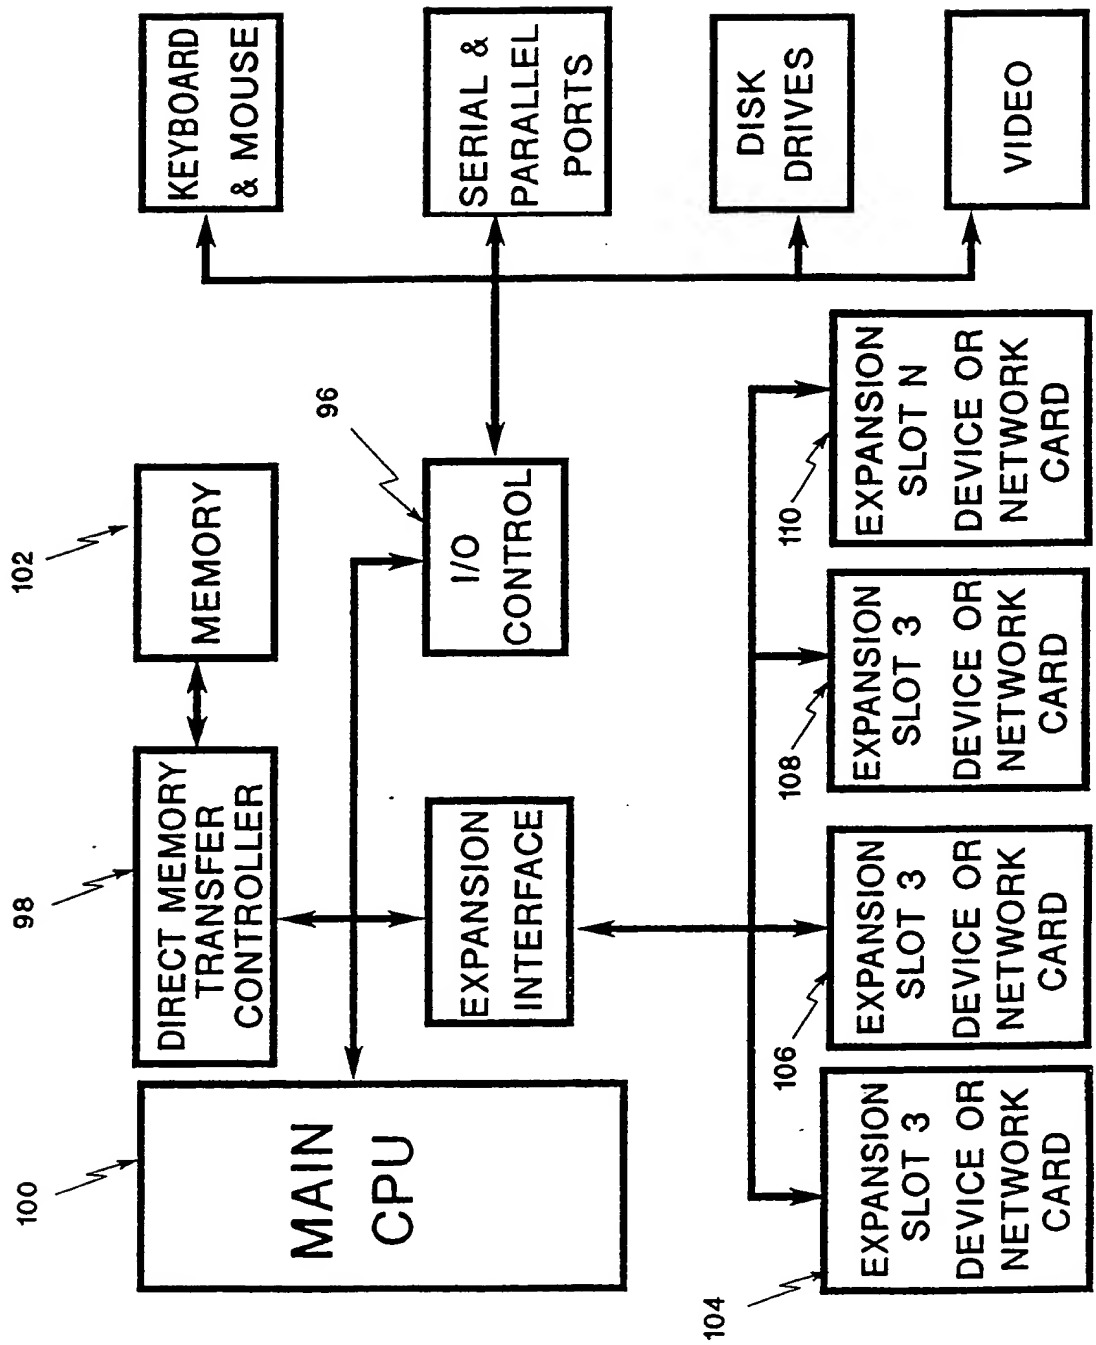 100
98
102
MAIN
CPU
DIRECT MEMORY
TRANSFER
CONTROLLER
MEMORY
KEYBOARD
& MOUSE
96
EXPANSION
INTERFACE
I/O
CONTROL
SERIAL &
PARALLEL
PORTS
104
106
108
110
DISK
DRIVES
EXPANSION
SLOT 3
DEVICE OR
NETWORK
CARD
EXPANSION
SLOT 3
DEVICE OR
NETWORK
CARD
EXPANSION
SLOT 3
DEVICE OR
NETWORK
CARD
EXPANSION
SLOT N
DEVICE OR
NETWORK
CARD
VIDEO